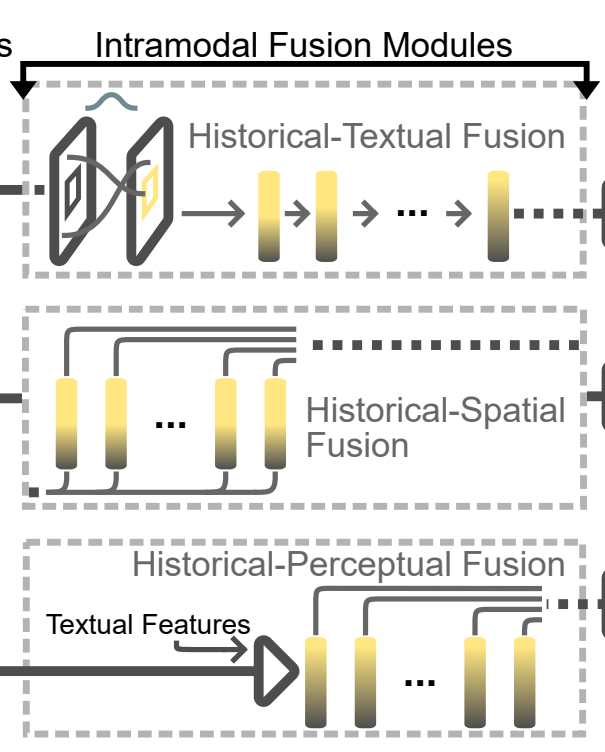 s
Intramodal Fusion Modules
Historical-Textual Fusion
...
Historical-Spatial
Fusion
...
Historical-Perceptual Fusion
Textual Features
...